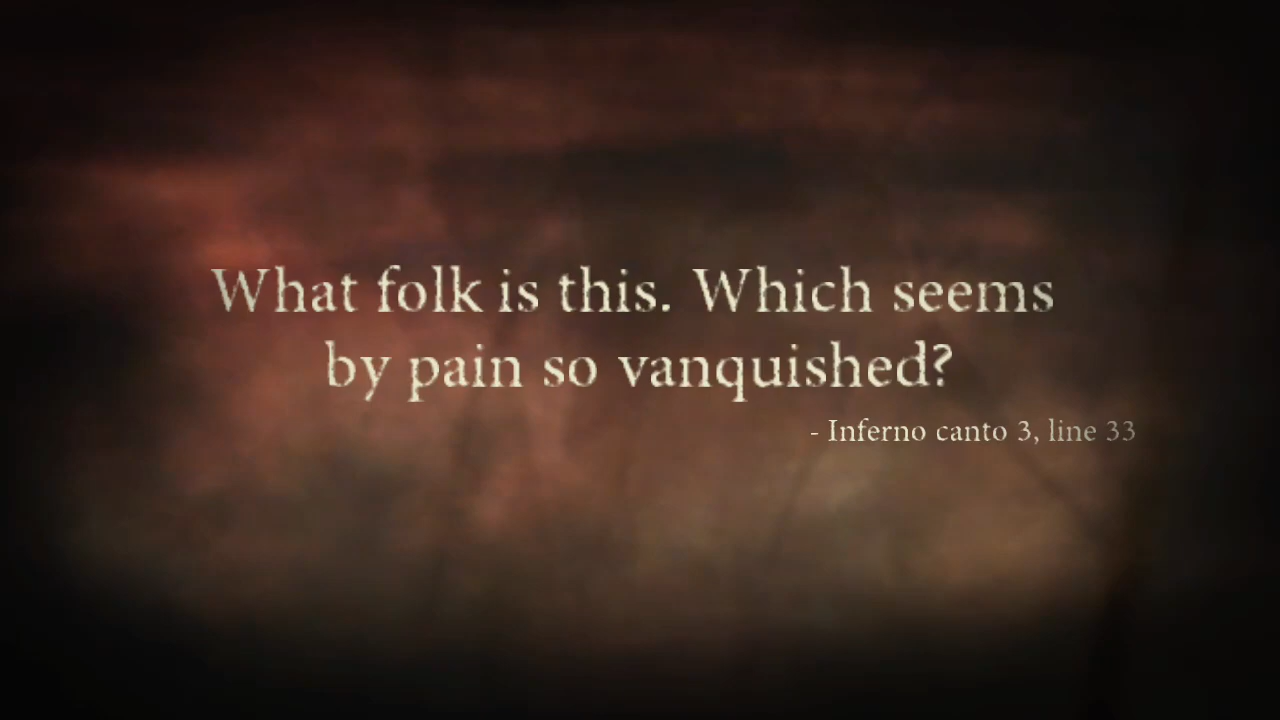 What folk is this. Which seems
by pain so vanquished?
- Inferno canto 3, line 33